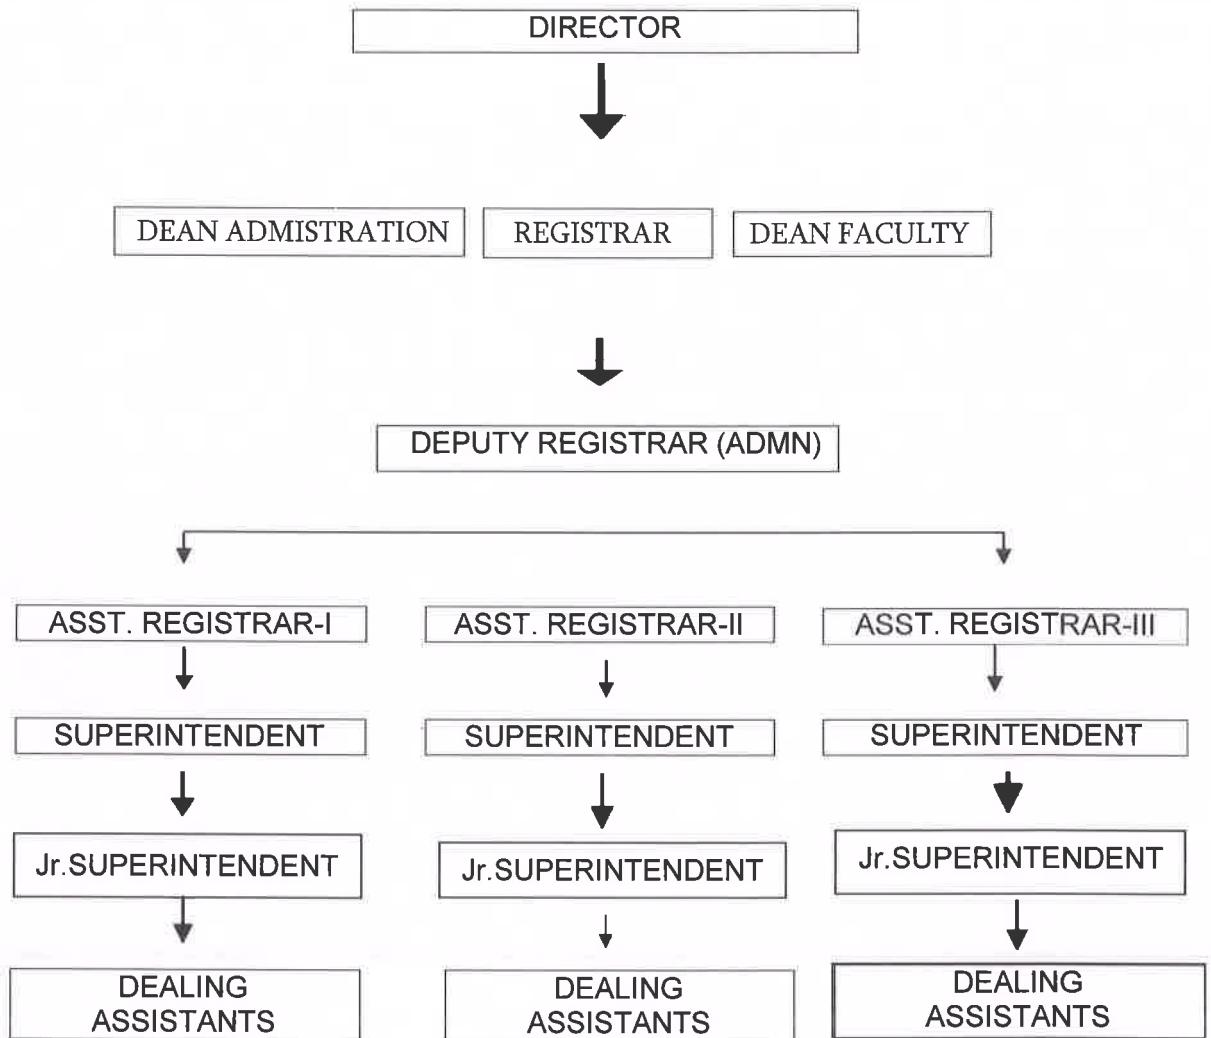 DIRECTOR
DEAN ADMISTRATION
REGISTRAR
DEAN FACULTY
DEPUTY REGISTRAR (ADMN)
ASST. REGISTRAR-I
ASST. REGISTRAR-II
ASST. REGISTRAR-III
SUPERINTENDENT
SUPERINTENDENT
SUPERINTENDENT
Jr.SUPERINTENDENT
Jr.SUPERINTENDENT
Jr.SUPERINTENDENT
DEALING
ASSISTANTS
DEALING
ASSISTANTS
DEALING
ASSISTANTS